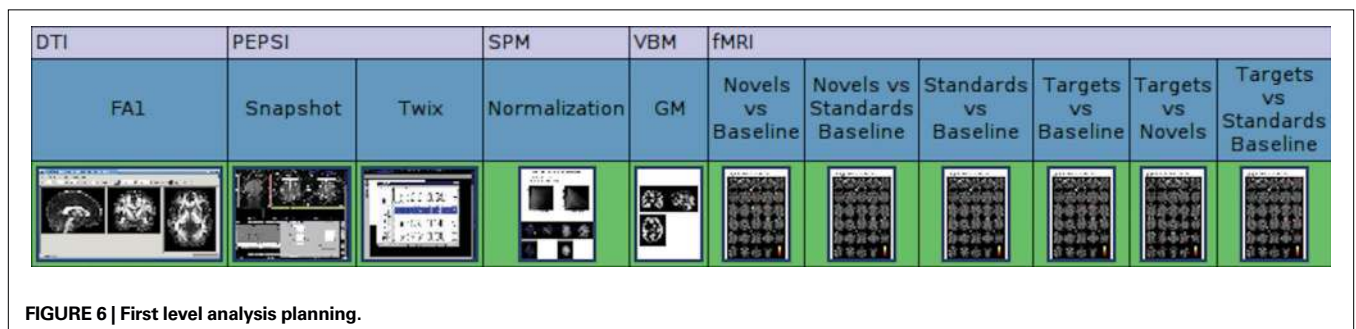 DTI PEPSI SPM VBM fMRI
FA1 Snapshot Twix Normalization GM Novels vs Baseline Novels vs Standards Baseline Standards vs Baseline Targets vs Baseline Targets vs Novels Targets vs Standards Baseline
FIGURE 6 | First level analysis planning.